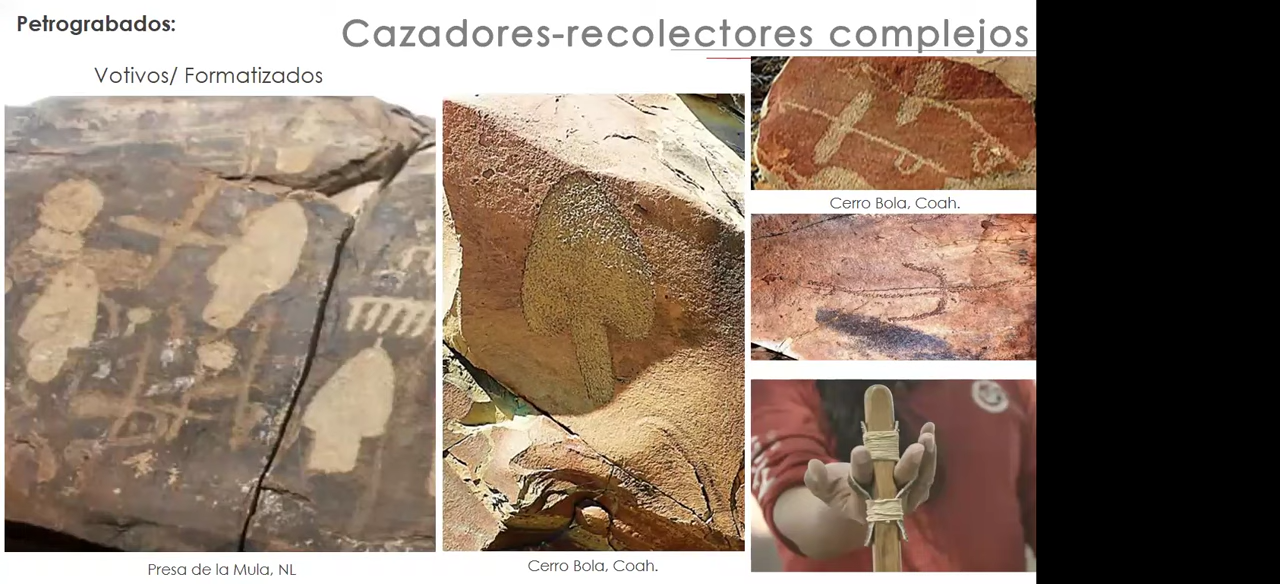 Petrograbados:
Cazadores-recolectores complejos
Votivos/ Formatizados
Cerro Bola, Coah.
Cerro Bola, Coah.
Presa de la Mula, NL